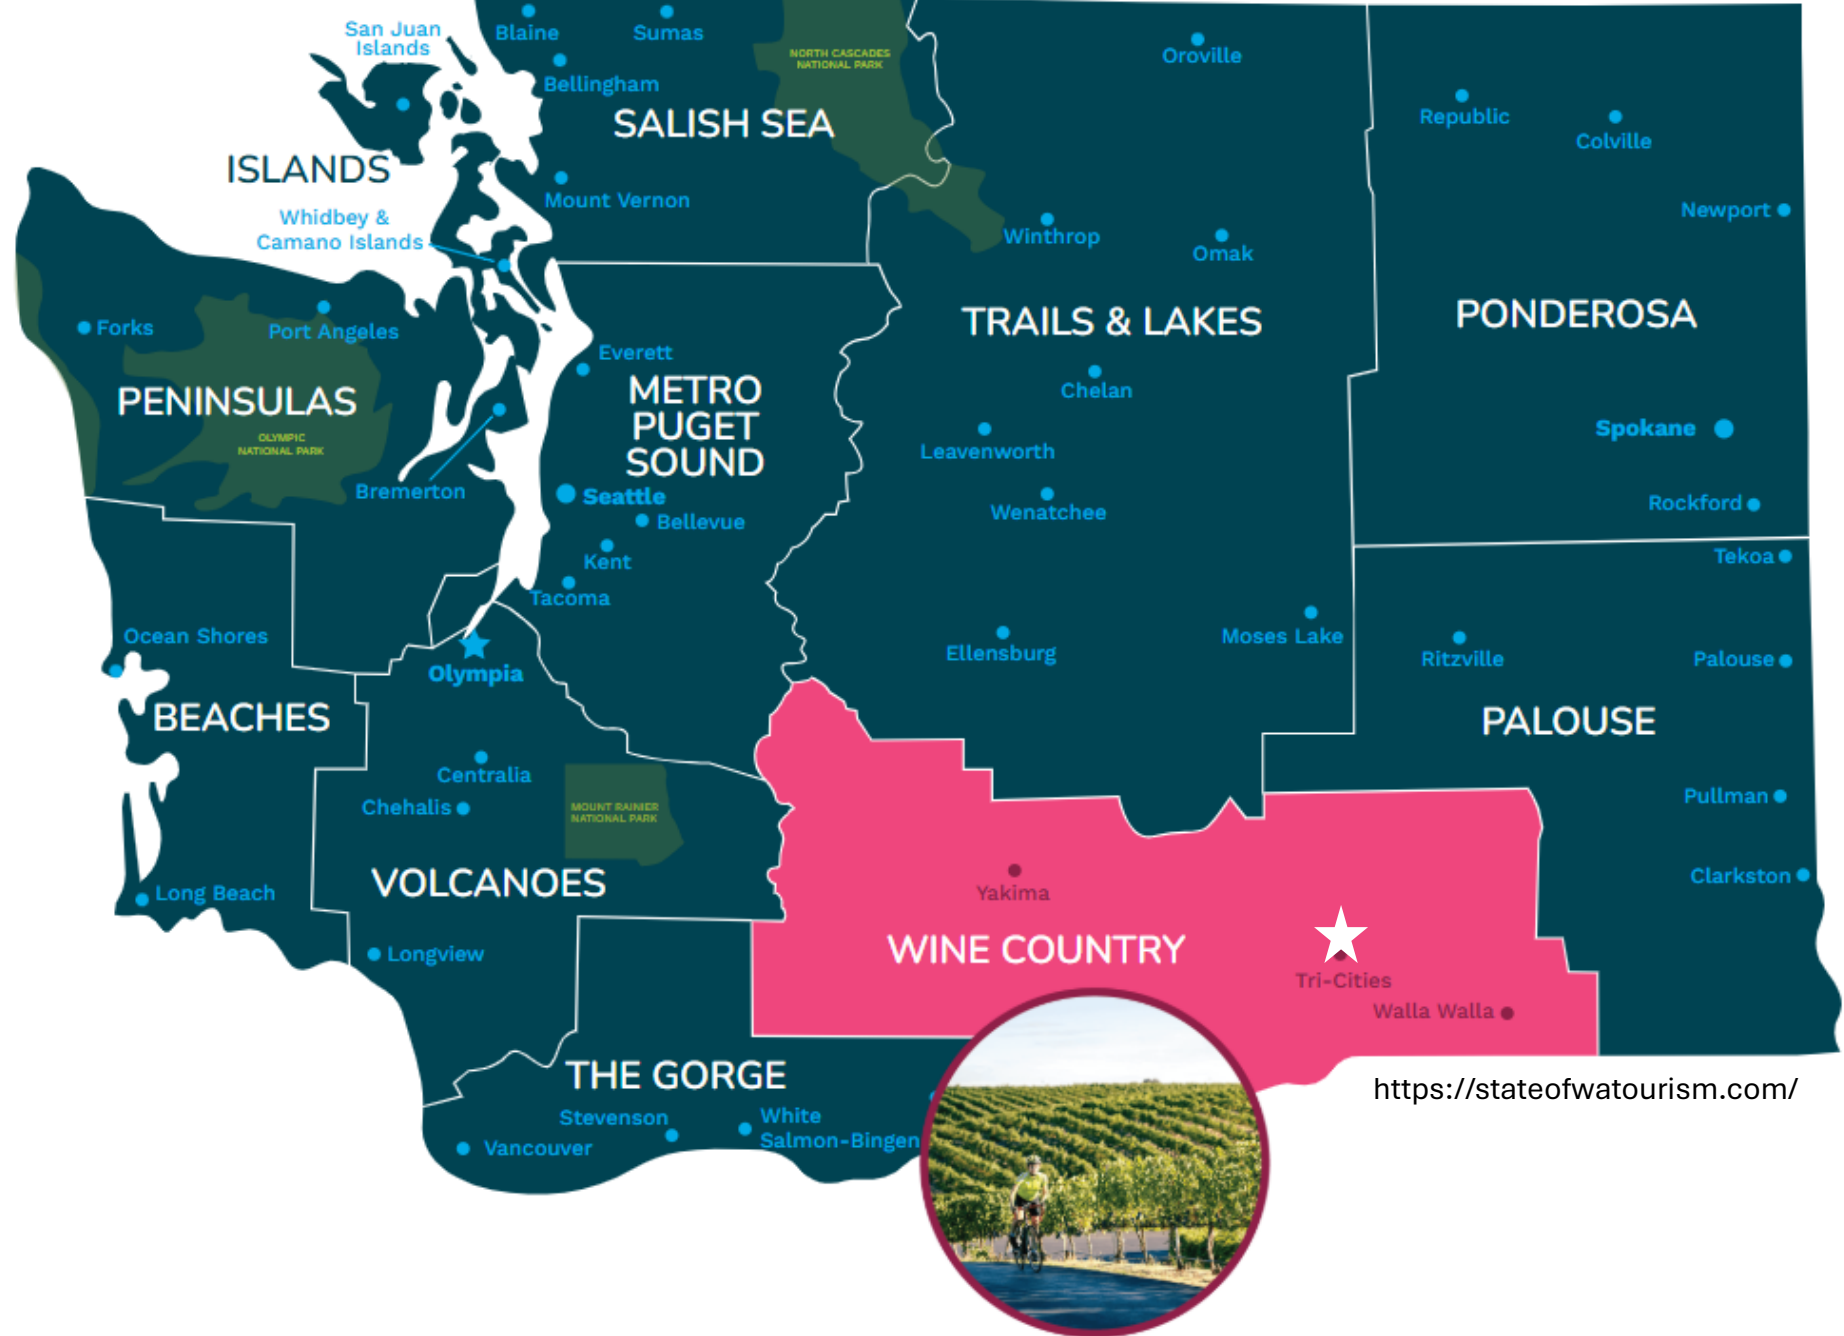 San Juan
Islands
Blaine
Sumas
NORTH CASCADES
NATIONAL PARK
Oroville
Bellingham
Republic
Colville
SALISH SEA
ISLANDS
Mount Vernon
Newport
Whidbey &
Camano Islands
Winthrop
Omak
TRAILS & LAKES
PONDEROSA
Forks
Port Angeles
Everett
METRO
PUGET
SOUND
Chelan
PENINSULAS
OLYMPIC
NATIONAL PARK
Leavenworth
Spokane
Bremerton
Seattle
Bellevue
Wenatchee
Rockford
Kent
Tekoa
Tacoma
Ocean Shores
Ellensburg
Moses Lake
Ritzville
Palouse
Olympia
BEACHES
PALOUSE
Centralia
Chehalis
MOUNT RAINIER
NATIONAL PARK
Pullman
VOLCANOES
Long Beach
Yakima
Clarkston
Longview
WINE COUNTRY
Tri-Cities
Walla Walla
THE GORGE
https://stateofwatourism.com/
Stevenson
White
Salmon-Bingen
Vancouver